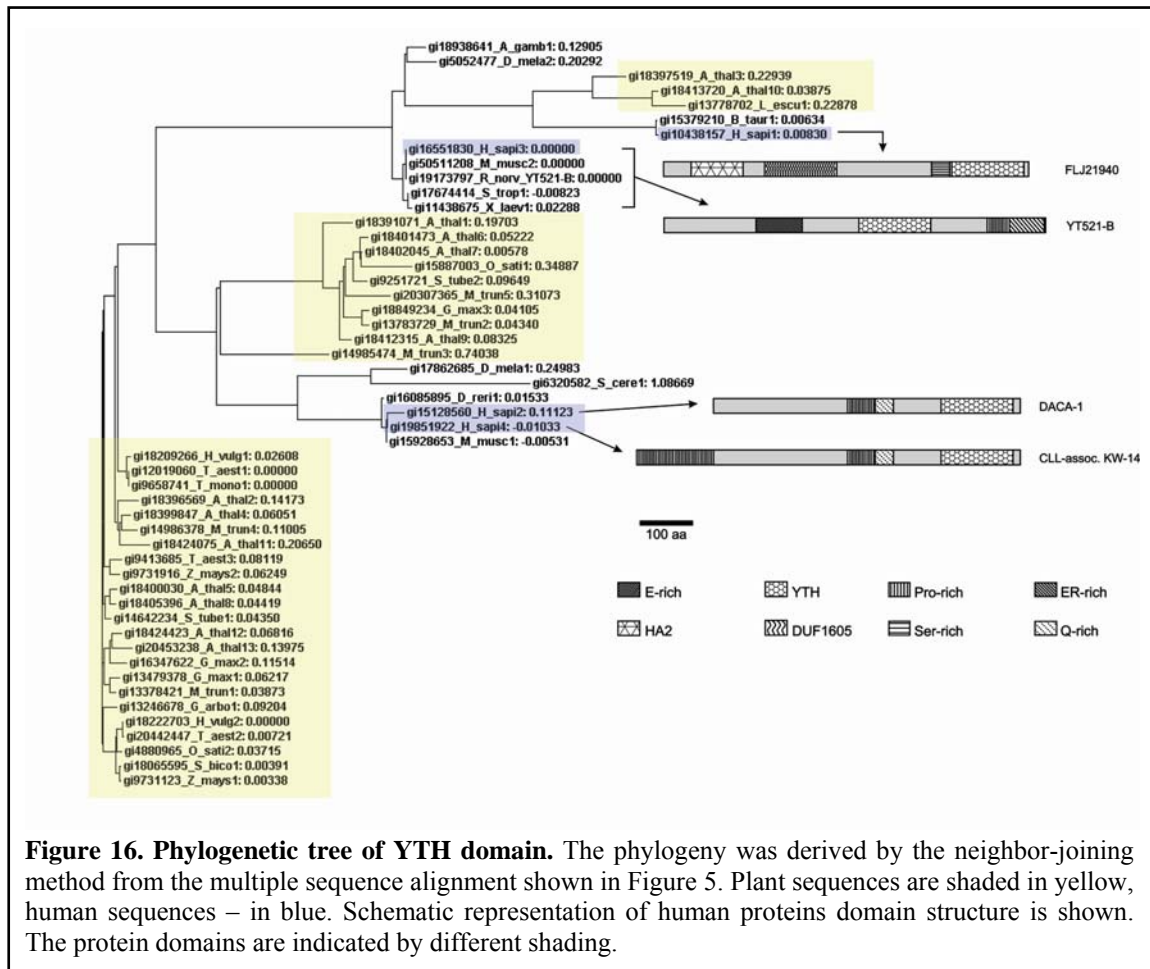 gi18938641_A_gamb1: 0.12905
gi5052477_D_mela2: 0.20292
gi18397519_A_thal3: 0.22939
gi18413720_A_thal10: 0.03875
gi13778702_L_escu1: 0.22878
gi15379210_B_taur1: 0.00634
gi10438157_H_sapi1: 0.00830
gi16551830_H_sapi3: 0.00000
gi50511208_M_musc2: 0.00000
gi19173797_R_norv_YT521-B: 0.00000
gi17674414_S_trop1: -0.00823
gi11438675_X_laev1: 0.02288
FLJ21940
YT521-B
gi18391071_A_thal1: 0.19703
gi18401473_A_thal6: 0.05222
gi18402045_A_thal7: 0.00578
gi15887003_O_sati1: 0.34887
gi9251721_S_tube2: 0.09649
gi20307365_M_trun5: 0.31073
gi18849234_G_max3: 0.04105
gi13783729_M_trun2: 0.04340
gi18412315_A_thal9: 0.08325
gi14985474_M_trun3: 0.74038
gi17862685_D_mela1: 0.24983
gi6320582_S_cere1: 1.08669
gi16085895_D_reri1: 0.01533
gi15128560_H_sapi2: 0.11123
gi19851922_H_sapi4: -0.01033
gi15928653_M_musc1: -0.00531
DACA-1
CLL-assoc. KW-14
gi18209266_H_vulg1: 0.02608
gi12019060_T_aest1: 0.00000
gi9658741_T_mono1: 0.00000
gi18396569_A_thal2: 0.14173
gi18399847_A_thal4: 0.06051
gi14986378_M_trun4: 0.11005
gi18424075_A_thal11: 0.20650
gi9413685_T_aest3: 0.08119
gi9731916_Z_mays2: 0.06249
gi18400030_A_thal5: 0.04844
gi18405396_A_thal8: 0.04419
gi14642234_S_tube1: 0.04350
gi18424423_A_thal12: 0.06816
gi20453238_A_thal13: 0.13975
gi16347622_G_max2: 0.11514
gi13479378_G_max1: 0.06217
gi13378421_M_trun1: 0.03873
gi13246678_G_arbo1: 0.09204
gi18222703_H_vulg2: 0.00000
gi20442447_T_aest2: 0.00721
gi4880965_O_sati2: 0.03715
gi18065595_S_bico1: 0.00391
gi9731123_Z_mays1: 0.00338
100 aa
E-rich YTH Pro-rich ER-rich
HA2 DUF1605 Ser-rich Q-rich
Figure 16. Phylogenetic tree of YTH domain. The phylogeny was derived by the neighbor-joining
method from the multiple sequence alignment shown in Figure 5. Plant sequences are shaded in yellow,
human sequences – in blue. Schematic representation of human proteins domain structure is shown.
The protein domains are indicated by different shading.